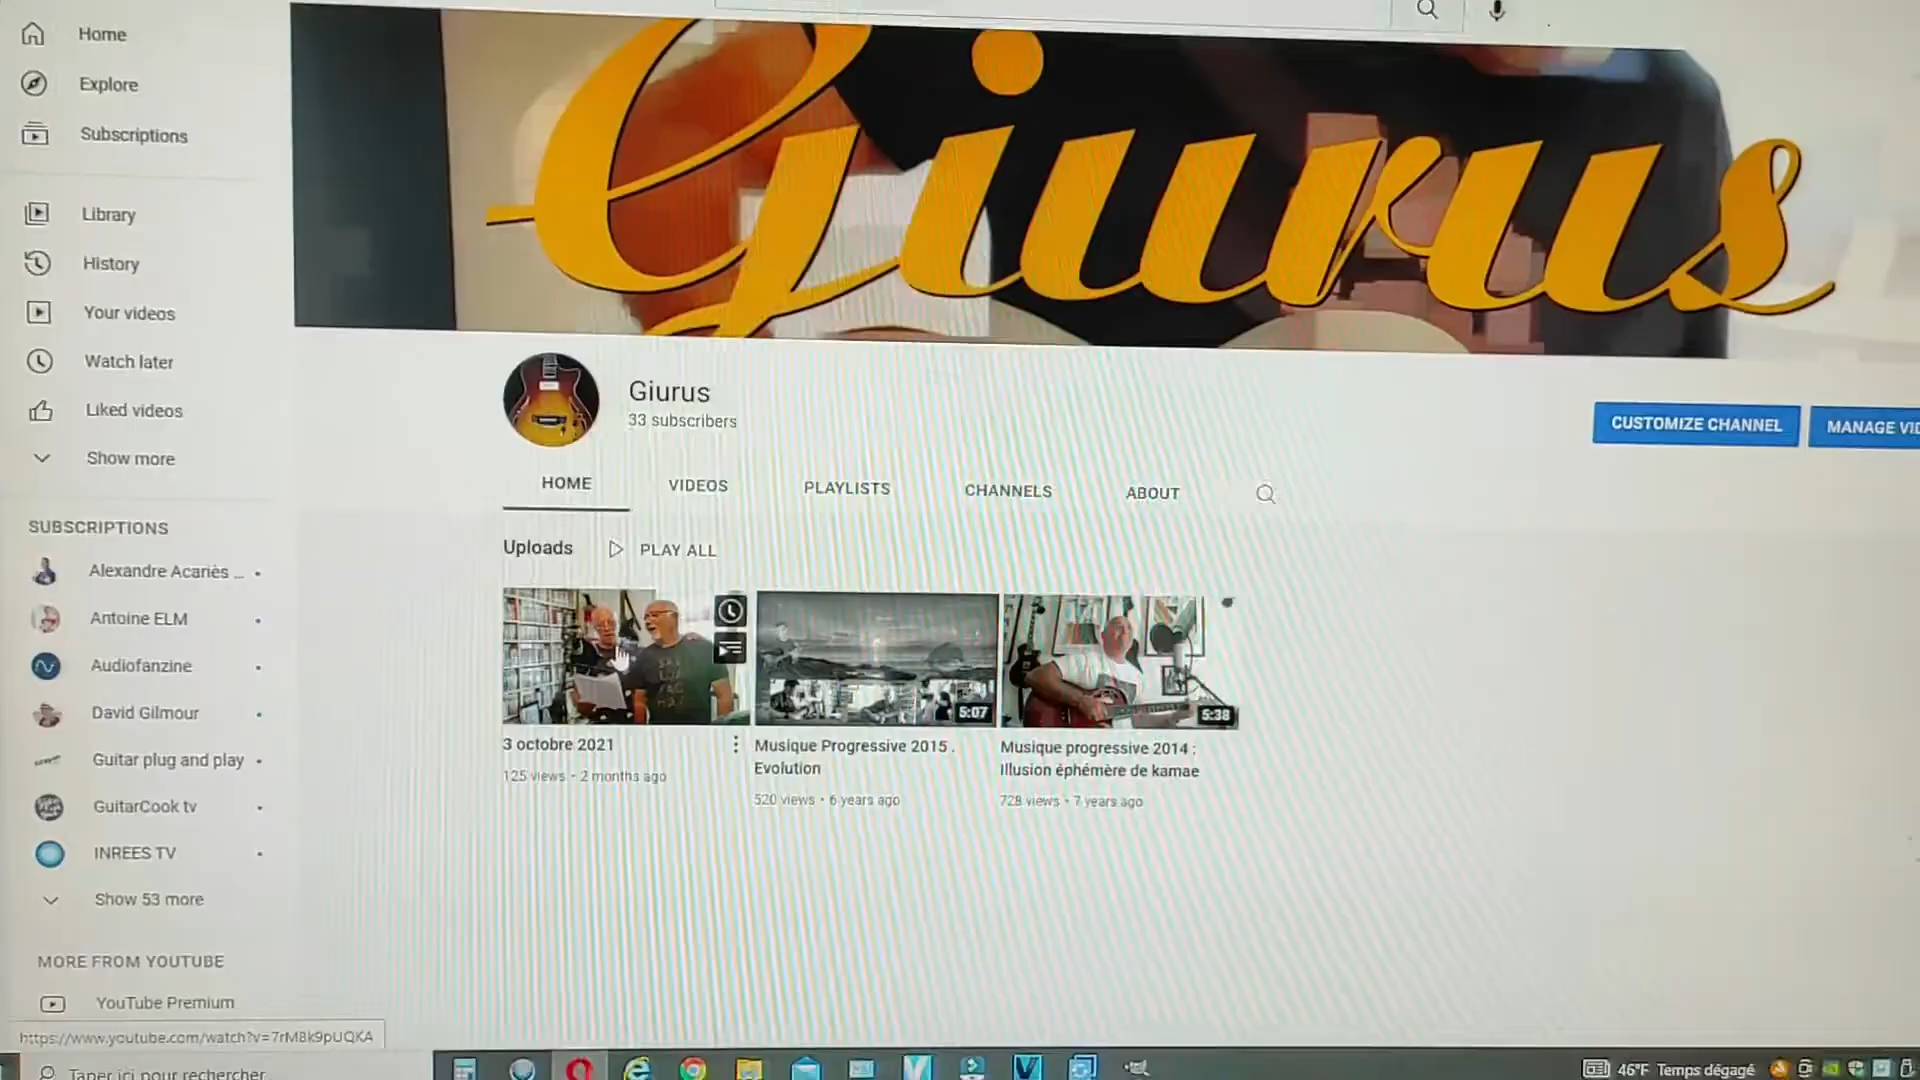 Home
Explore
Subscriptions
Library
History
Your videos
Watch later
Liked videos
Show more
SUBSCRIPTIONS
Alexandre Acariès ...
Antoine ELM
Audiofanzine
David Gilmour
Guitar plug and play
GuitarCook tv
INREES TV
Show 53 more
MORE FROM YOUTUBE
YouTube Premium
https://www.youtube.com/watch?v=7rM8k9pUQKA
Giurus
Giurus
33 subscribers
CUSTOMIZE CHANNEL
MANAGE VID
HOME VIDEOS PLAYLISTS CHANNELS ABOUT
Uploads PLAY ALL
5:07
5:38
3 octobre 2021
125 views • 2 months ago
Musique Progressive 2015 .
Evolution
520 views • 6 years ago
Musique progressive 2014 :
Illusion éphémère de kamae
728 views • 7 years ago
Taper ici pour rechercher
46°F Temps dégagé